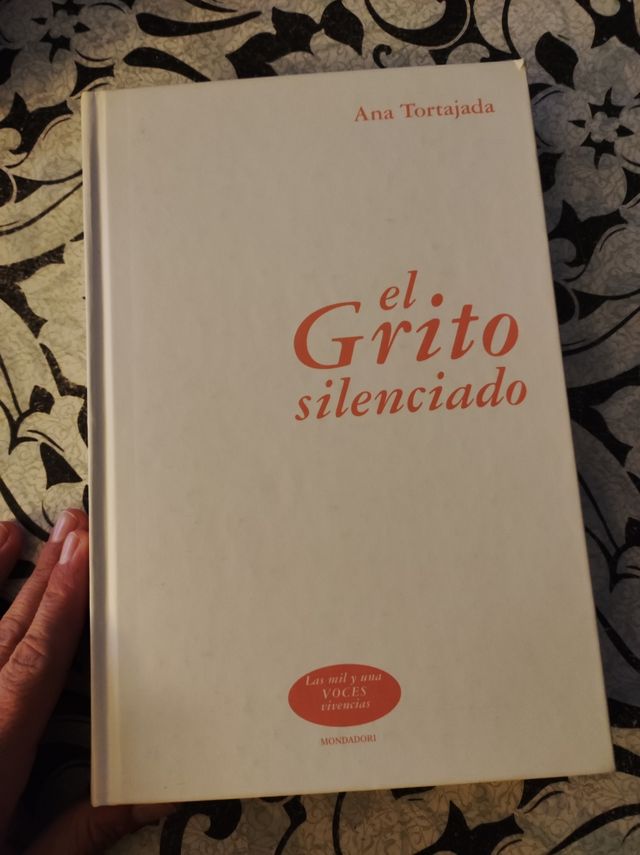 Ana Tortajada
el
Grito
silenciado
Las mil y una
VOCES
vivencias
MONDADORI